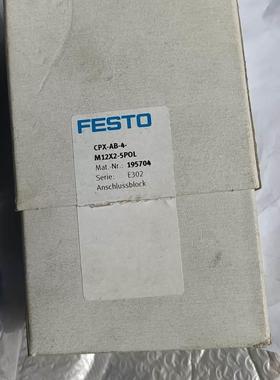 FESTO
CPX-AB-4-
M12X2-5POL
Mat.-Nr.: 195704
Serie: E302
Anschlussblock